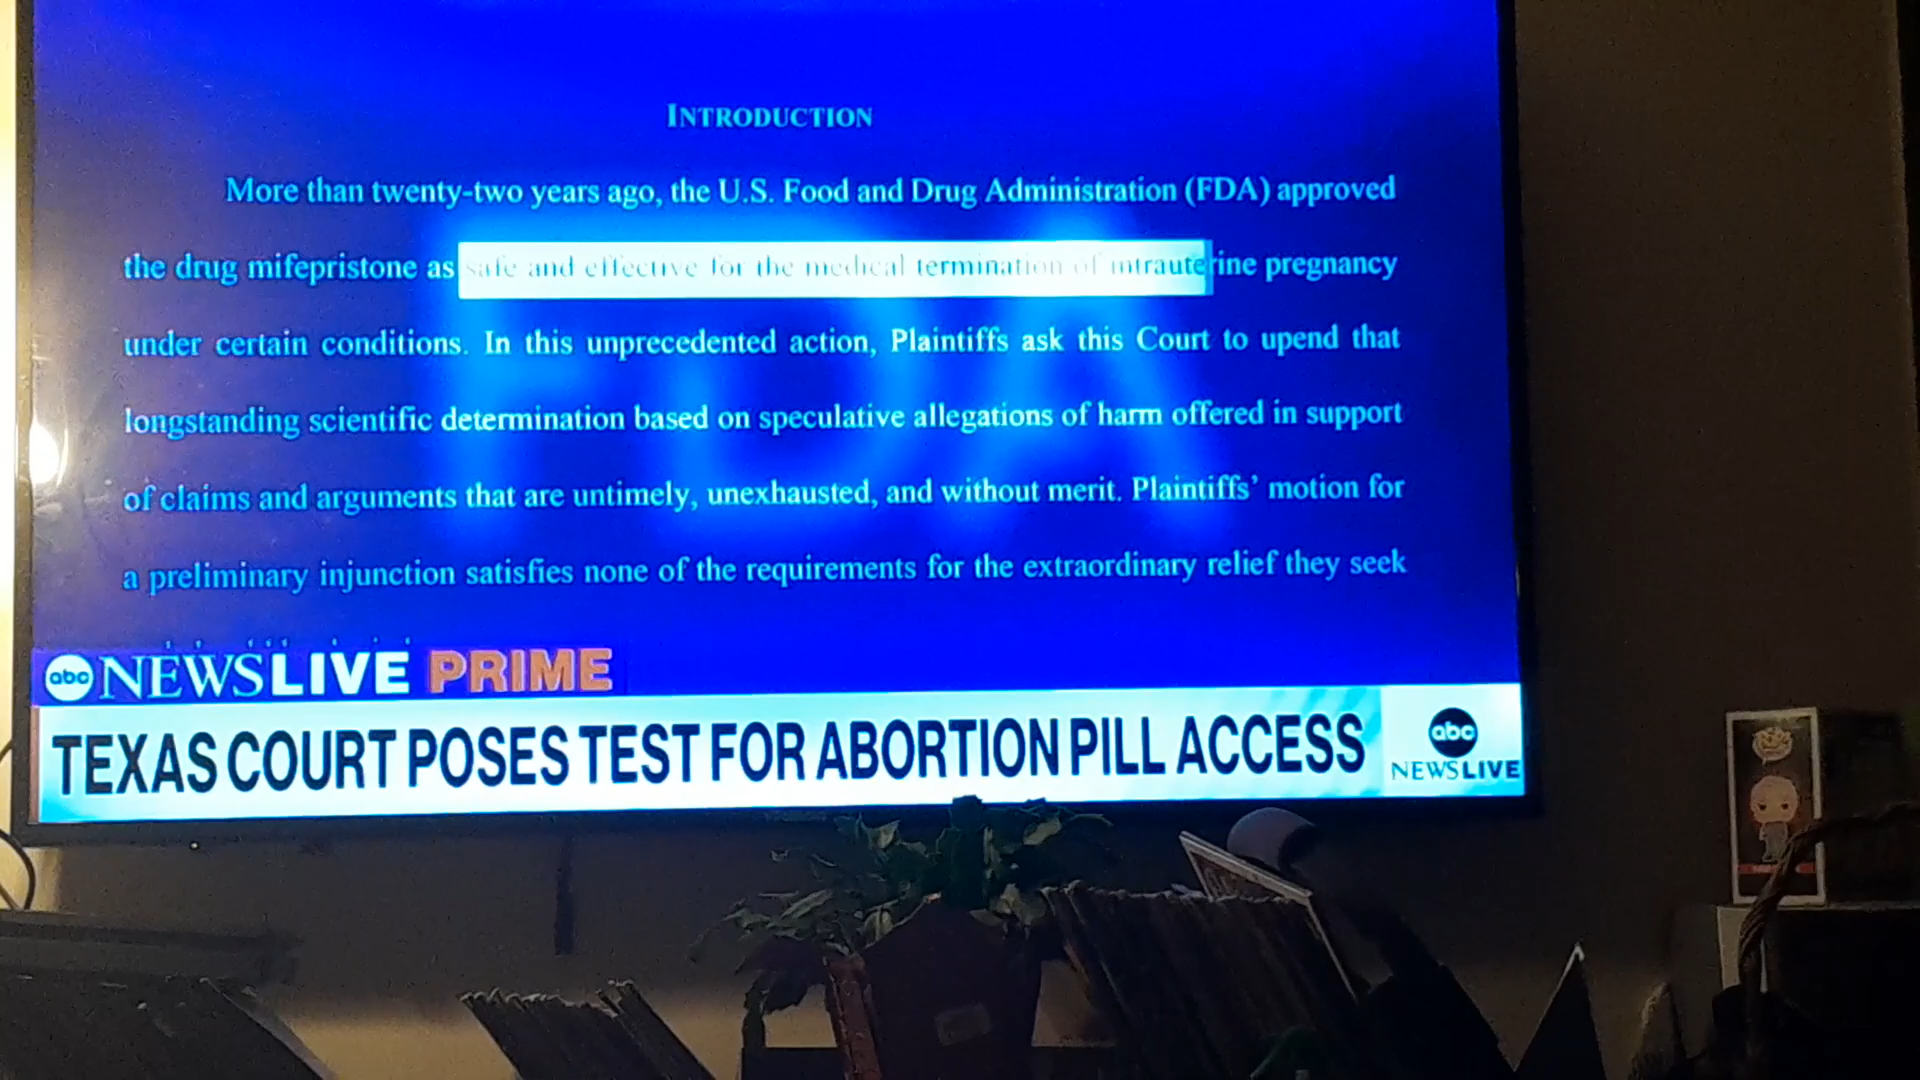 INTRODUCTION
More than twenty-two years ago, the U.S. Food and Drug Administration (FDA) approved
the drug mifepristone as safe and effective for the medical termination of intrauterine pregnancy
under certain conditions. In this unprecedented action, Plaintiffs ask this Court to upend that
longstanding scientific determination based on speculative allegations of harm offered in support
of claims and arguments that are untimely, unexhausted, and without merit. Plaintiffs' motion for
a preliminary injunction satisfies none of the requirements for the extraordinary relief they seek
FDA
abc NEWSLIVE PRIME
TEXAS COURT POSES TEST FOR ABORTION PILL ACCESS
abc
NEWSLIVE